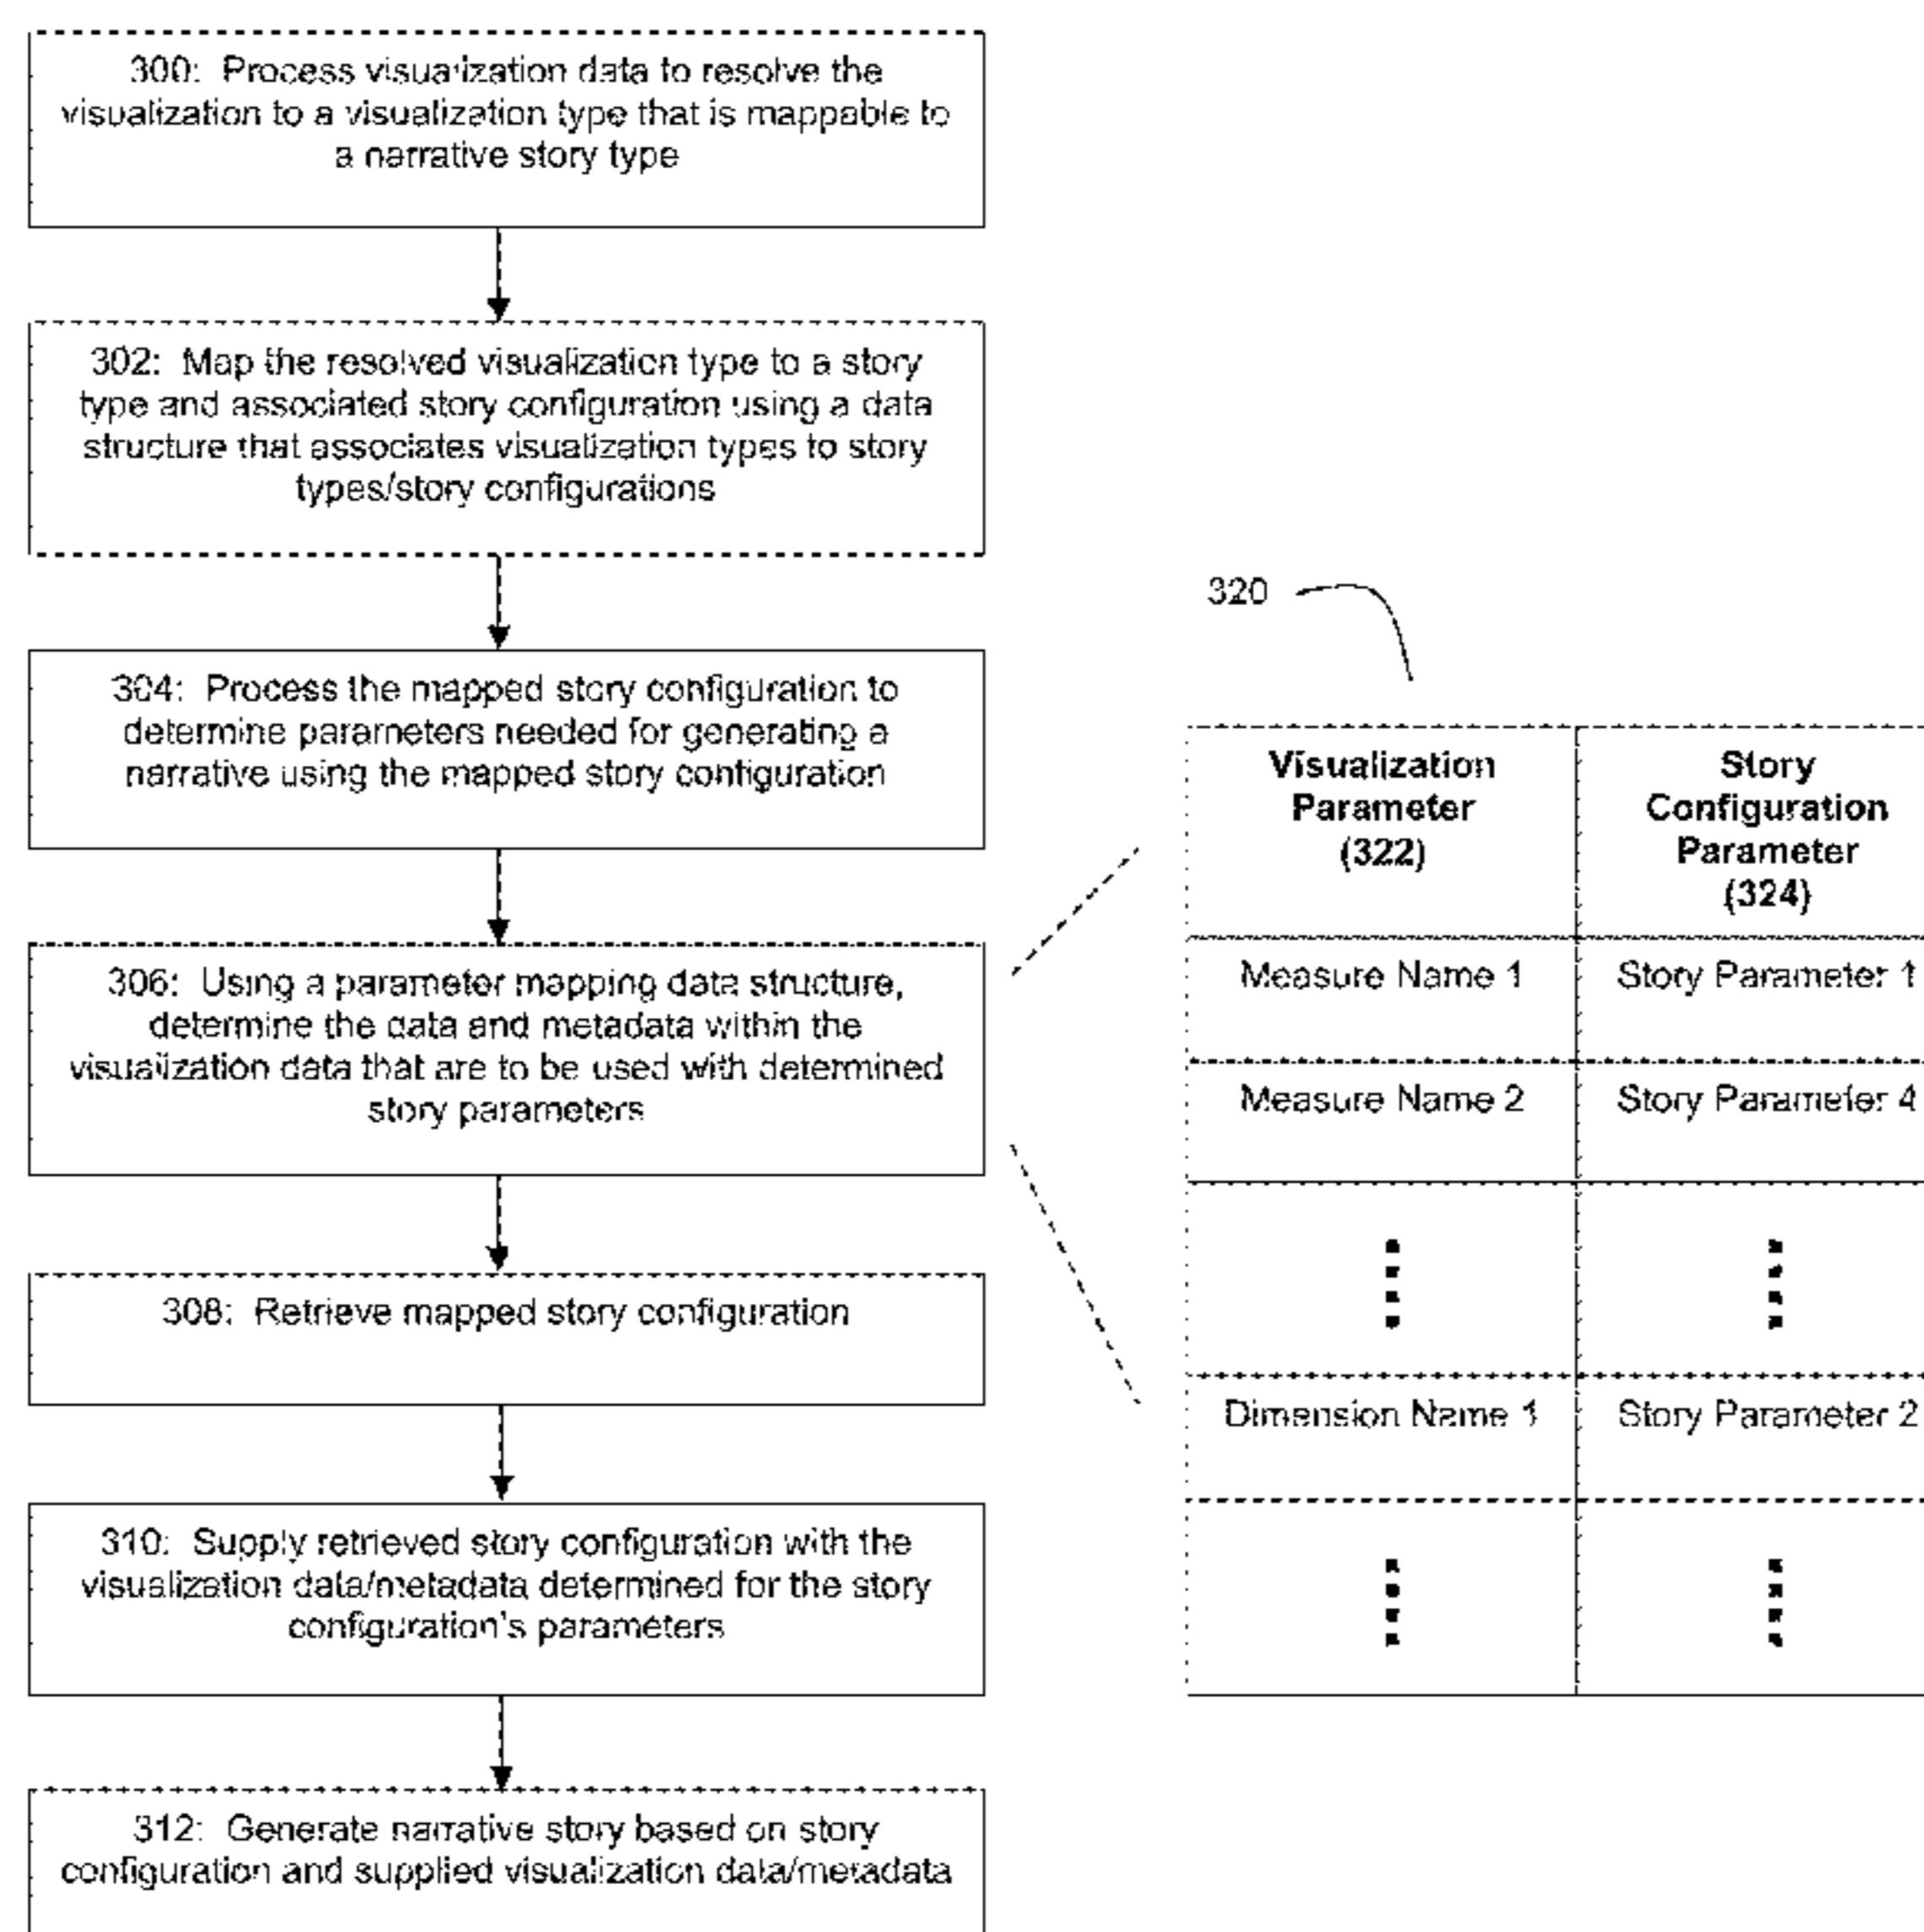 300: Process visualization data to resolve the
visualization to a visualization type that is mappable to
a narrative story type
302: Map the resolved visualization type to a story
type and associated story configuration using a data
structure that associates visualization types to story
types/story configurations
304: Process the mapped story configuration to
determine parameters needed for generating a
narrative using the mapped story configuration
306: Using a parameter mapping data structure,
determine the data and metadata within the
visualization data that are to be used with determined
story parameters
308: Retrieve mapped story configuration
310: Supply retrieved story configuration with the
visualization data/metadata determined for the story
configuration's parameters
312: Generate narrative story based on story
configuration and supplied visualization data/metadata
320
Visualization
Parameter
(322)
Story
Configuration
Parameter
(324)
Measure Name 1
Story Parameter 1
Measure Name 2
Story Parameter 4
Dimension Name 1
Story Parameter 2